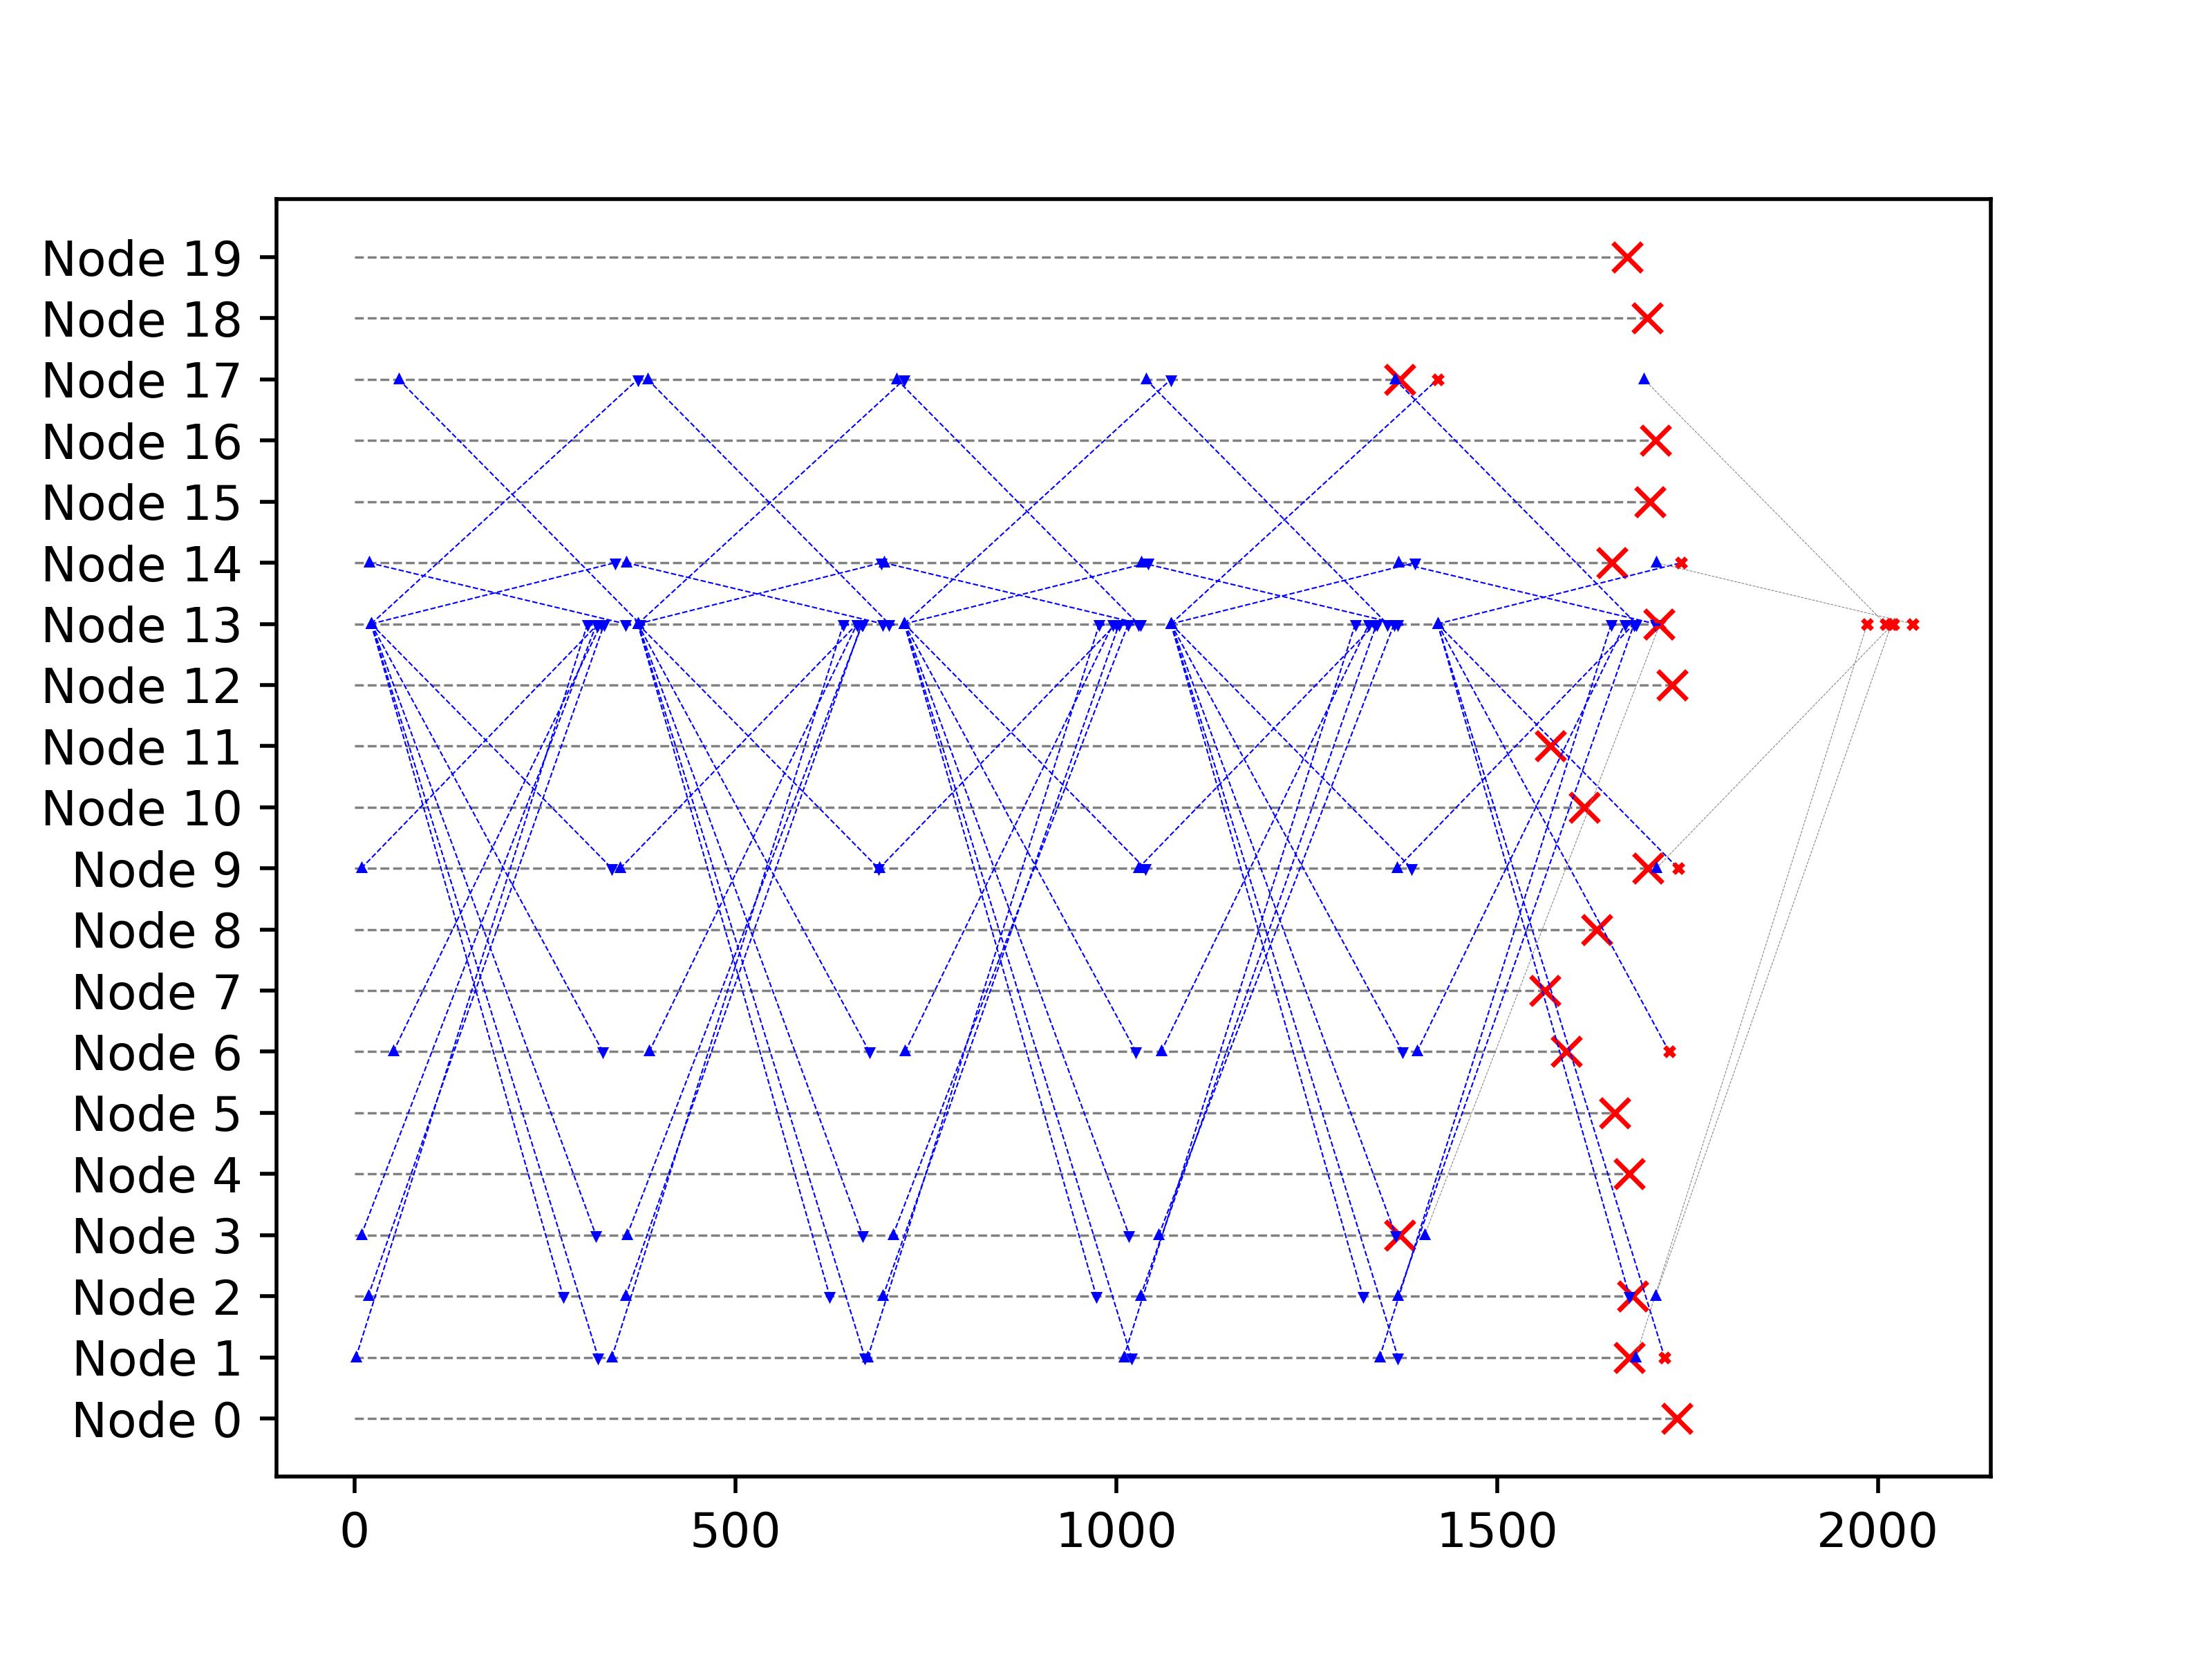 Node 19
Node 18
Node 17
Node 16
Node 15
Node 14
Node 13
Node 12
Node 11
Node 10
Node 9
Node 8
Node 7
Node 6
Node 5
Node 4
Node 3
Node 2
Node 1
Node 0
0 500 1000 1500 2000